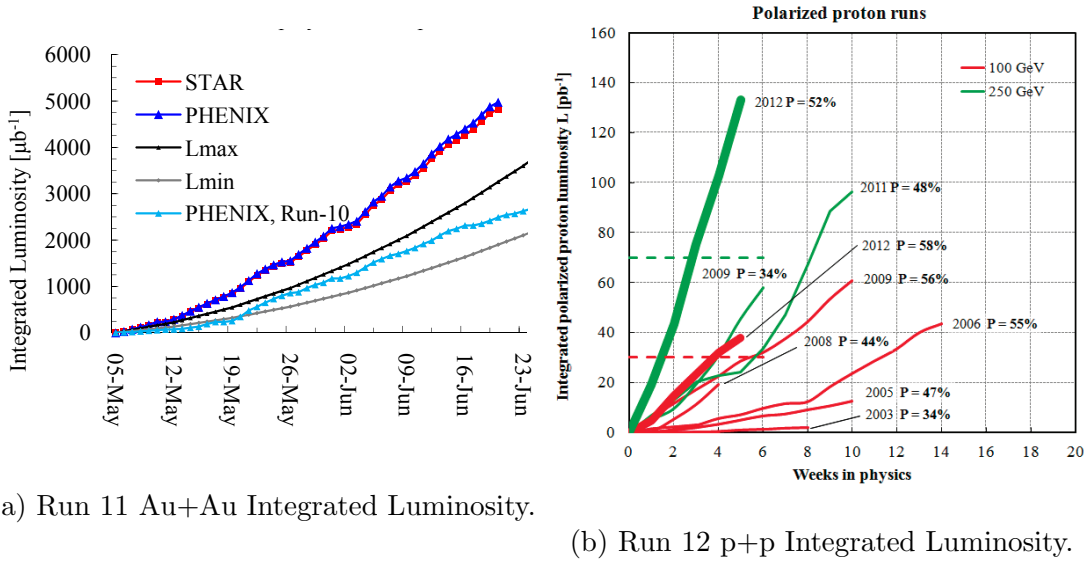 6000
5000
4000
3000
2000
1000
0
Integrated Luminosity [μb⁻¹]
STAR
PHENIX
Lmax
Lmin
PHENIX, Run-10
05-May
12-May
19-May
26-May
02-Jun
09-Jun
16-Jun
23-Jun
a) Run 11 Au+Au Integrated Luminosity.
Polarized proton runs
160
140
120
100
80
60
40
20
0
Integrated polarized proton luminosity L [pb⁻¹]
100 GeV
250 GeV
2012 P = 52%
2011 P = 48%
2012 P = 58%
2009 P = 34%
2009 P = 56%
2006 P = 55%
2008 P = 44%
2005 P = 47%
2003 P = 34%
0 2 4 6 8 10 12 14 16 18 20
Weeks in physics
(b) Run 12 p+p Integrated Luminosity.